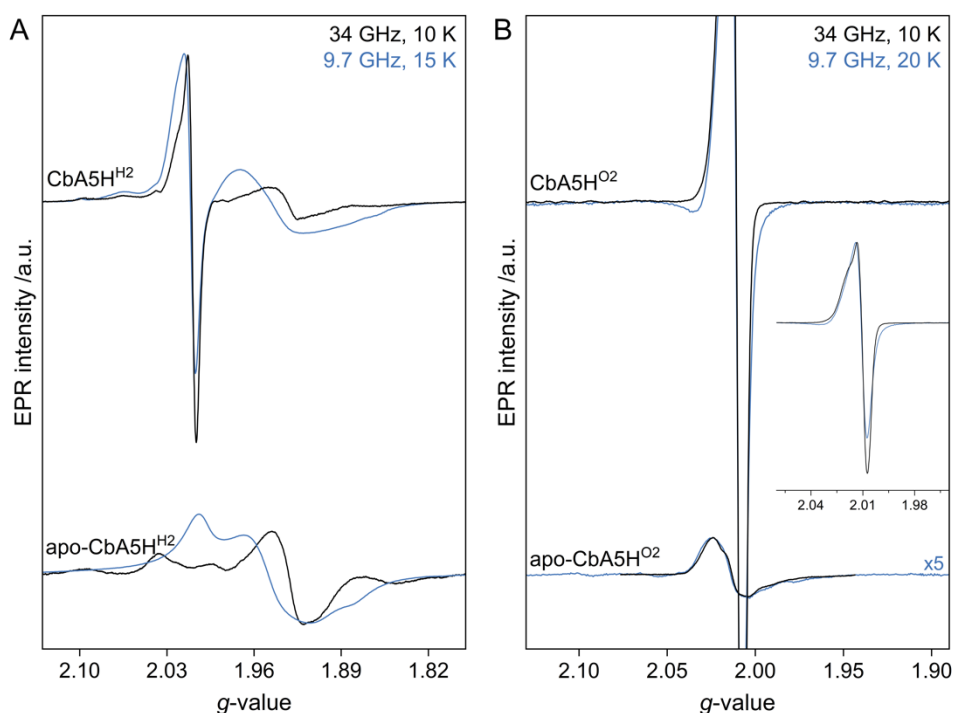 A
34 GHz, 10 K
9.7 GHz, 15 K
CbA5H^H2
EPR intensity /a.u.
apo-CbA5H^H2
2.10 2.03 1.96 1.89 1.82
g-value
B
34 GHz, 10 K
9.7 GHz, 20 K
CbA5H^O2
EPR intensity /a.u.
2.04 2.01 1.98
apo-CbA5H^O2
x5
2.10 2.05 2.00 1.95 1.90
g-value